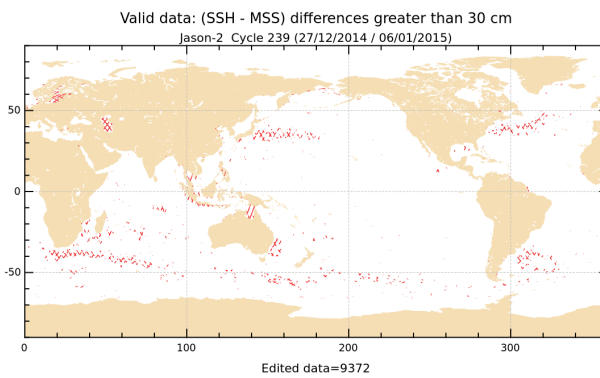 Valid data: (SSH - MSS) differences greater than 30 cm
Jason-2  Cycle 239 (27/12/2014 / 06/01/2015)
50
0
-50
0 100 200 300
Edited data=9372